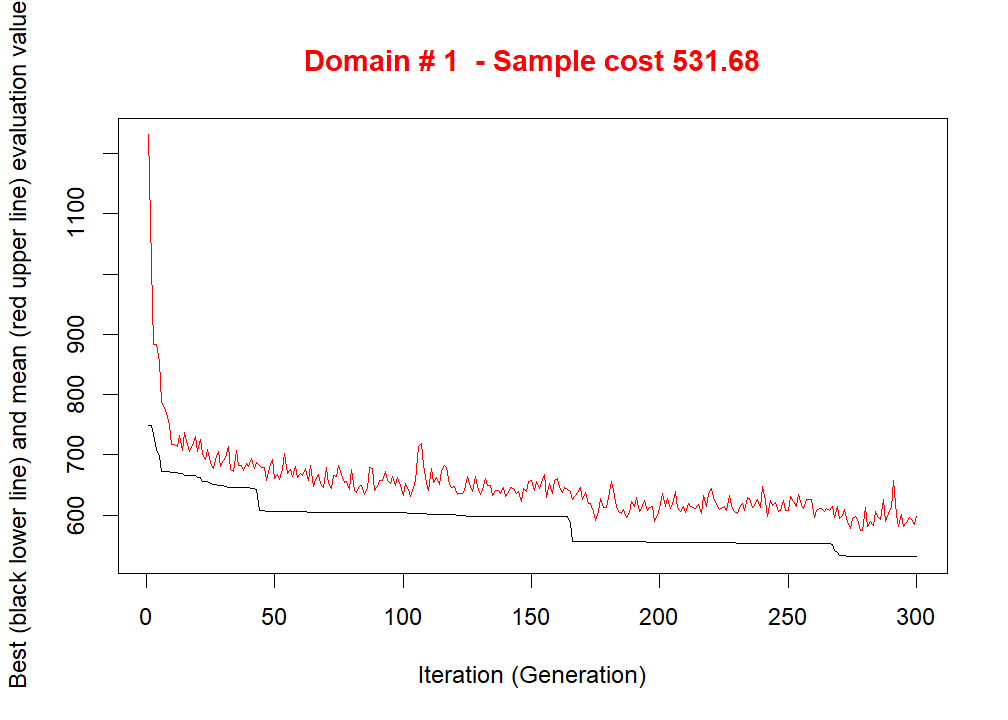 Domain # 1  - Sample cost 531.68
Best (black lower line) and mean (red upper line) evaluation value
1100
900
800
700
600
0 50 100 150 200 250 300
Iteration (Generation)